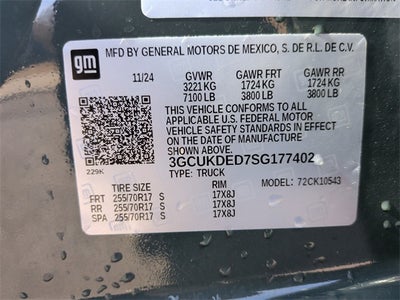 gm
MFD BY GENERAL MOTORS DE MEXICO, S. DE R.L. DE C.V.
11/24 GVWR GAWR FRT GAWR RR
3221 KG 1724 KG 1724 KG
7100 LB 3800 LB 3800 LB
THIS VEHICLE CONFORMS TO ALL
APPLICABLE U.S. FEDERAL MOTOR
VEHICLE SAFETY STANDARDS IN
EFFECT ON THE DATE OF
MANUFACTURE SHOWN ABOVE.
3GCUKDED7SG177402
TYPE: TRUCK
229K
MODEL: 72CK10543
TIRE SIZE RIM
FRT 255/70R17 S 17X8J
RR 255/70R17 S 17X8J
SPA 255/70R17 S 17X8J